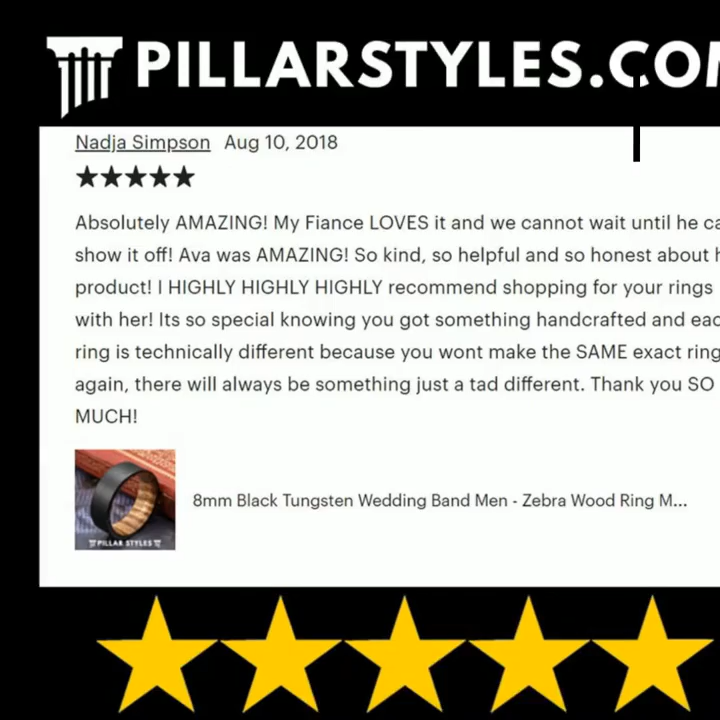 PILLARSTYLES.CO
Nadja Simpson Aug 10, 2018
Absolutely AMAZING! My Fiance LOVES it and we cannot wait until he ca
show it off! Ava was AMAZING! So kind, so helpful and so honest about h
product! I HIGHLY HIGHLY HIGHLY recommend shopping for your rings
with her! Its so special knowing you got something handcrafted and eac
ring is technically different because you wont make the SAME exact ring
again, there will always be something just a tad different. Thank you SO
MUCH!
PILLAR STYLES
8mm Black Tungsten Wedding Band Men - Zebra Wood Ring M...